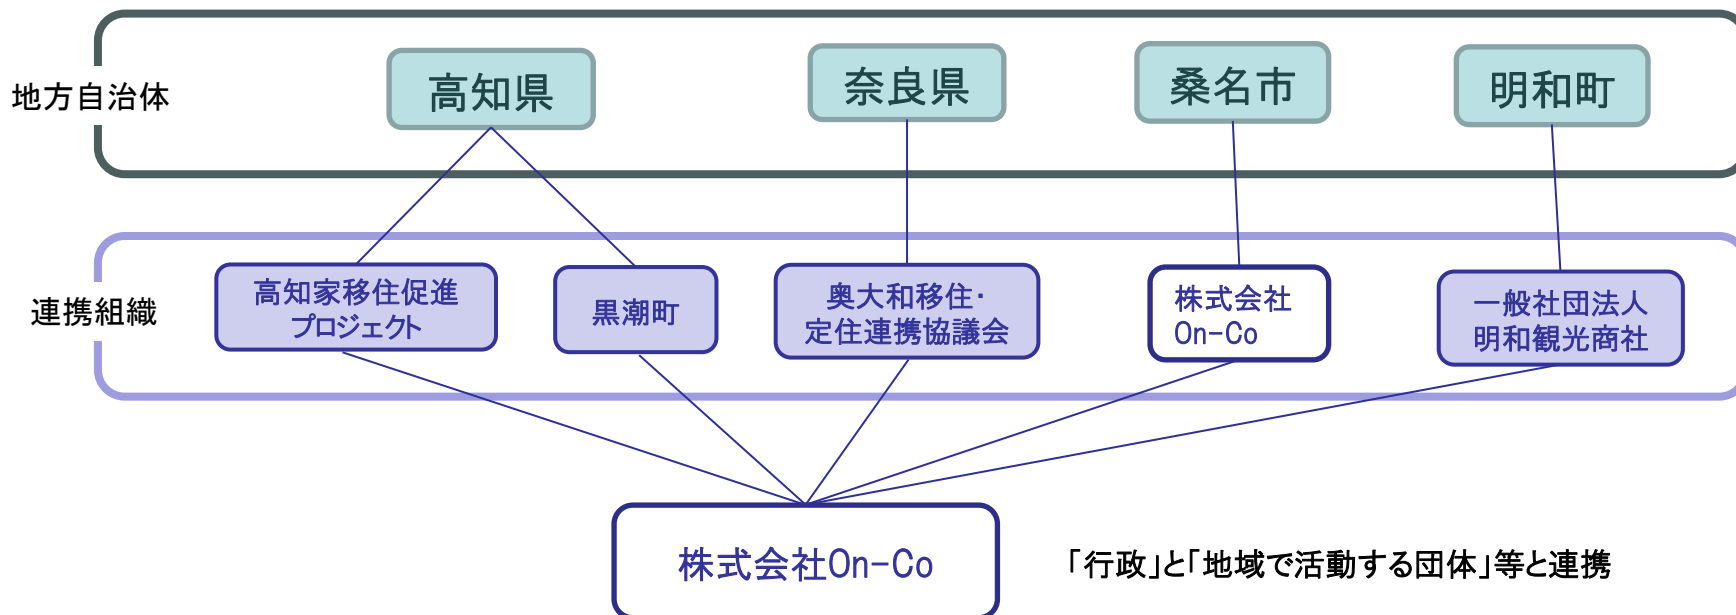 地方自治体
高知県
奈良県
桑名市
明和町
連携組織
高知家移住促進
プロジェクト
黒潮町
奥大和移住・
定住連携協議会
株式会社
On-Co
一般社団法人
明和観光商社
株式会社On-Co
「行政」と「地域で活動する団体」等と連携